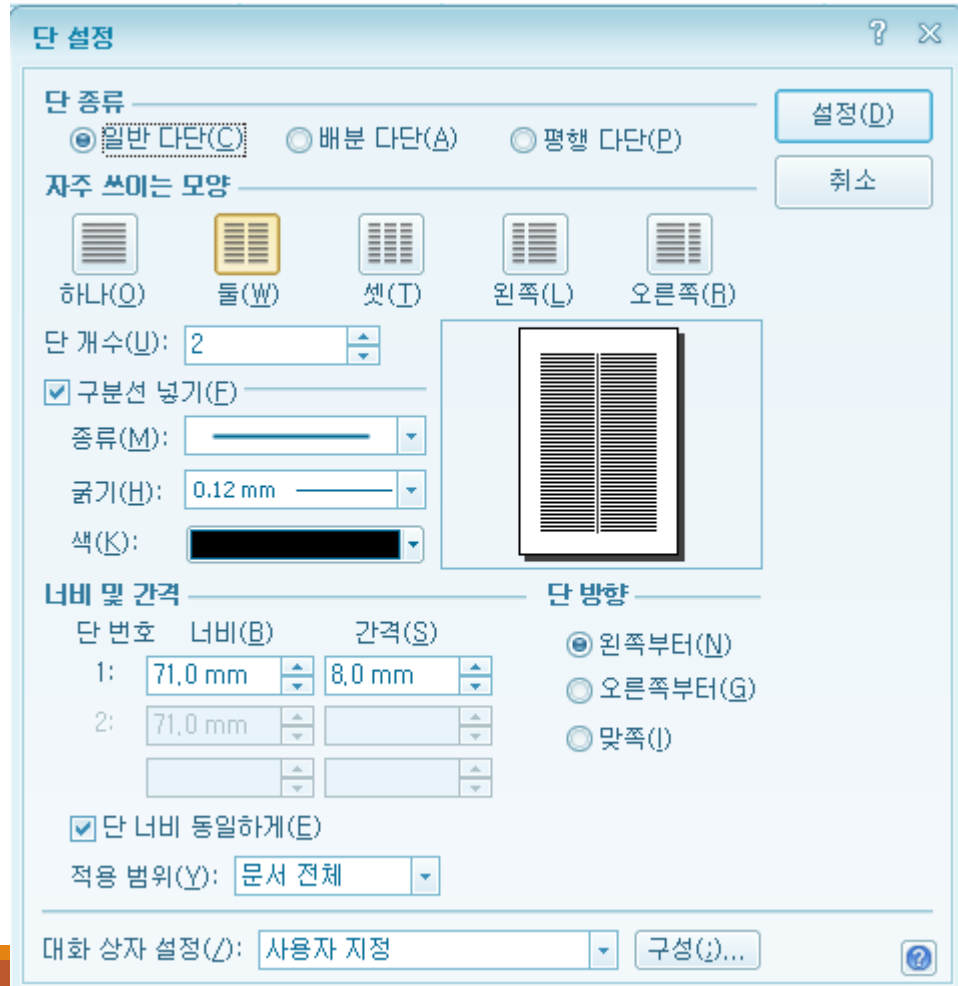 단 설정
단 종류
설정(D)
일반 다단(C) 배분 다단(A) 평행 다단(P)
취소
자주 쓰이는 모양
하나(O) 둘(W) 셋(T) 왼쪽(L) 오른쪽(R)
단 개수(U): 2
구분선 넣기(F)
종류(M):
굵기(H): 0.12 mm
색(K):
너비 및 간격 단 방향
단 번호 너비(B) 간격(S)
왼쪽부터(N)
1: 71,0 mm 8,0 mm
오른쪽부터(G)
2: 71,0 mm
맞쪽(I)
단 너비 동일하게(E)
적용 범위(Y): 문서 전체
대화 상자 설정(/): 사용자 지정 구성(;)...